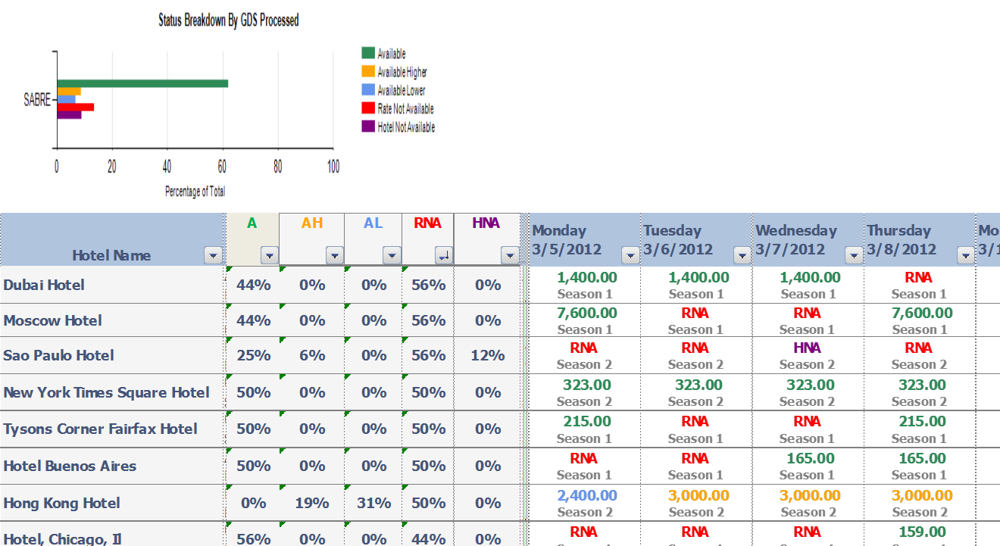 Status Breakdown By GDS Processed
Available
Available Higher
Available Lower
Rate Not Available
Hotel Not Available
SABRE
0 20 40 60 80 100
Percentage of Total
Hotel Name A AH AL RNA HNA Monday 3/5/2012 Tuesday 3/6/2012 Wednesday 3/7/2012 Thursday 3/8/2012 Mo 3/1
Dubai Hotel 44% 0% 0% 56% 0% 1,400.00 1,400.00 1,400.00 RNA
Season 1 Season 1 Season 1 Season 1
Moscow Hotel 44% 0% 0% 56% 0% 7,600.00 RNA RNA 7,600.00
Season 1 Season 1 Season 1 Season 1
Sao Paulo Hotel 25% 6% 0% 56% 12% RNA RNA HNA RNA
Season 2 Season 2 Season 2 Season 2
New York Times Square Hotel 50% 0% 0% 50% 0% 323.00 323.00 323.00 323.00
Season 2 Season 2 Season 2 Season 2
Tysons Corner Fairfax Hotel 50% 0% 0% 50% 0% 215.00 RNA RNA 215.00
Season 1 Season 1 Season 1 Season 1
Hotel Buenos Aires 50% 0% 0% 50% 0% RNA RNA 165.00 165.00
Season 1 Season 1 Season 1 Season 1
Hong Kong Hotel 0% 19% 31% 50% 0% 2,400.00 3,000.00 3,000.00 3,000.00
Season 2 Season 2 Season 2 Season 2
Hotel, Chicago, Il 56% 0% 0% 44% 0% RNA RNA RNA 159.00